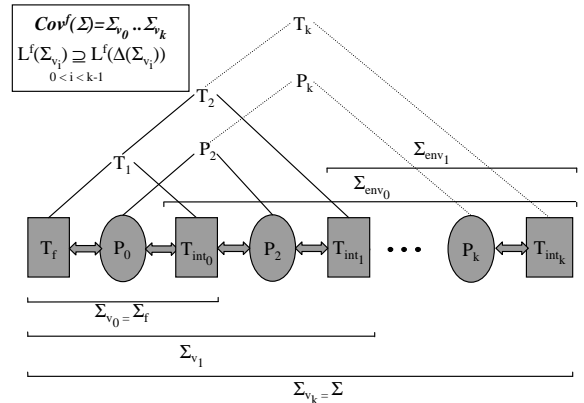 Cov^f(Σ)=Σ_{v_0} .. Σ_{v_k}
L^f(Σ_{v_i}) ⊇ L^f(Δ(Σ_{v_i}))
0 < i < k-1
T_k
P_k
T_2
P_2
T_1
Σ_{env_1}
Σ_{env_0}
T_f P_0 T_{int_0} P_2 T_{int_1} • • • P_k T_{int_k}
Σ_{v_0} = Σ_f
Σ_{v_1}
Σ_{v_k} = Σ